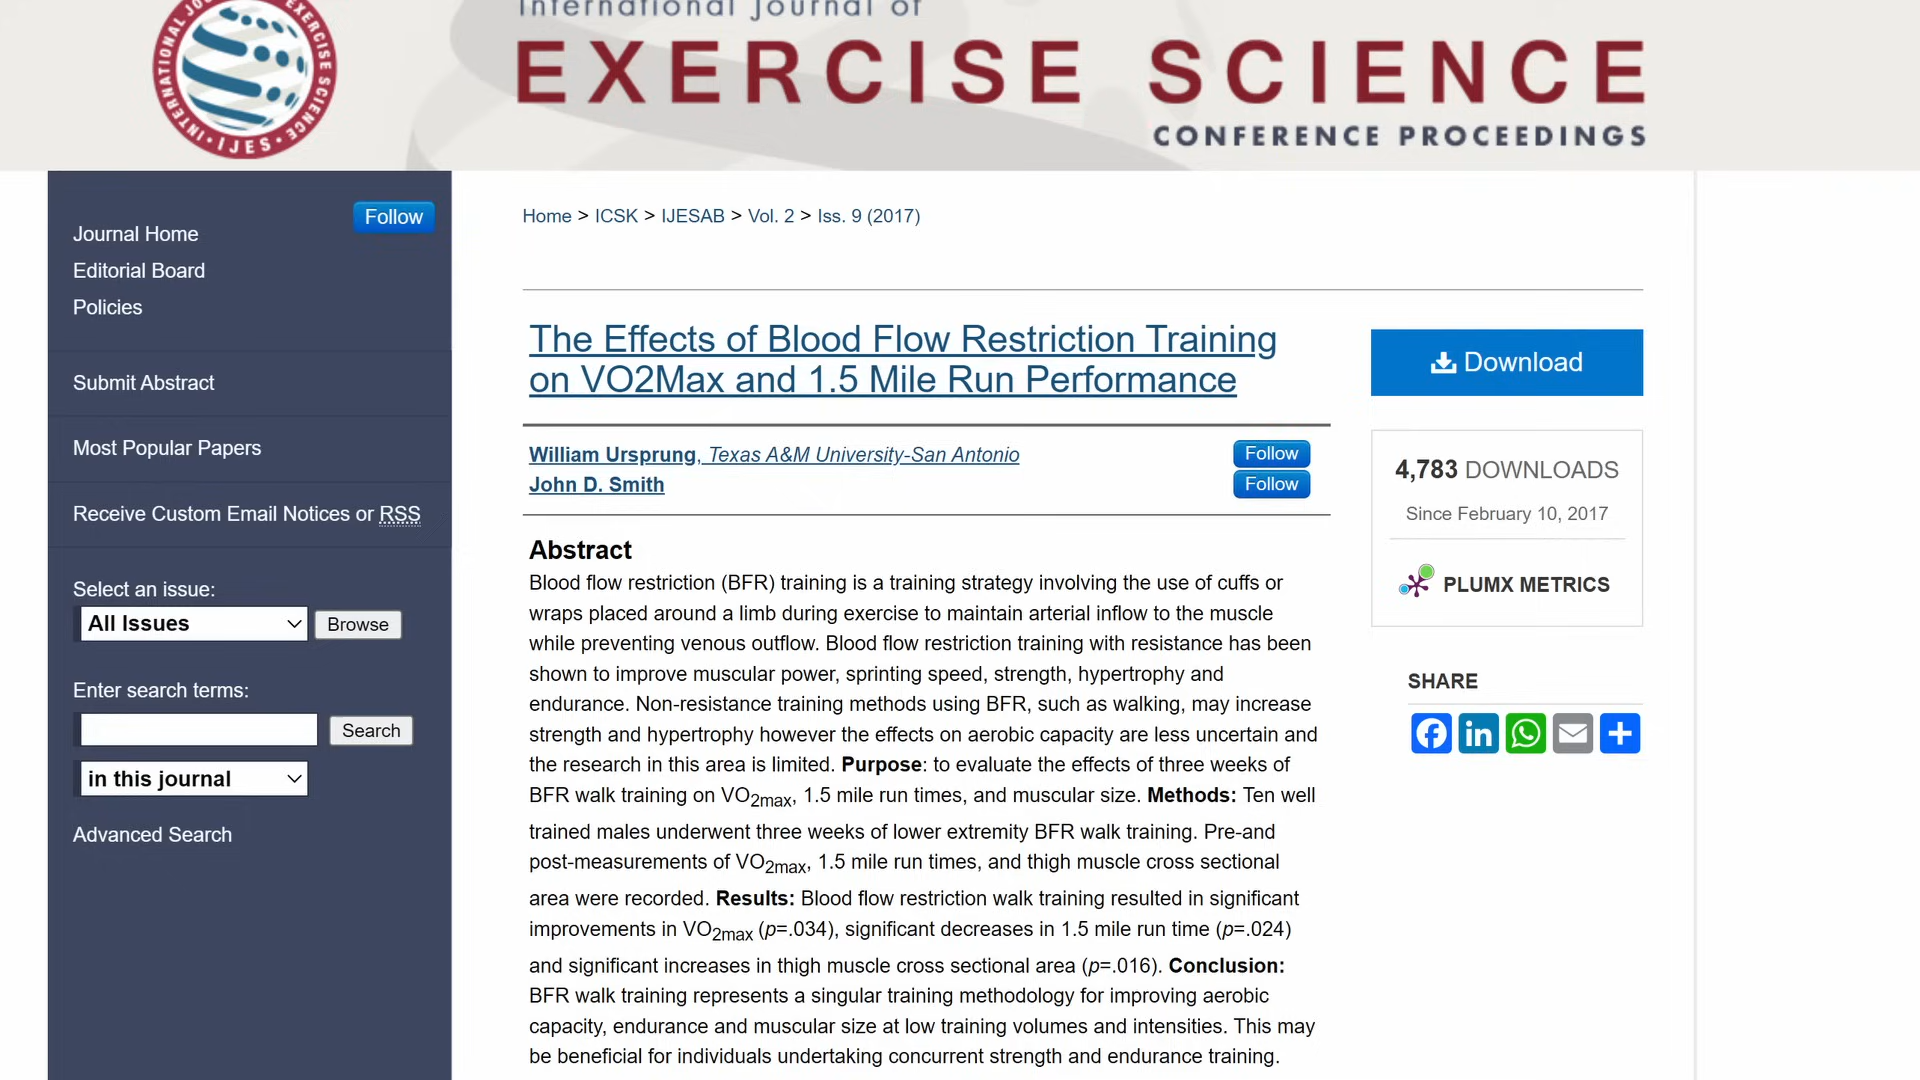 International Journal of
EXERCISE SCIENCE
CONFERENCE PROCEEDINGS
INTERNATIONAL JOURNAL OF EXERCISE SCIENCE • IJES •
Follow
Journal Home
Editorial Board
Policies
Submit Abstract
Most Popular Papers
Receive Custom Email Notices or RSS
Select an issue:
All Issues
Browse
Enter search terms:
Search
in this journal
Advanced Search
Home > ICSK > IJESAB > Vol. 2 > Iss. 9 (2017)
The Effects of Blood Flow Restriction Training
on VO2Max and 1.5 Mile Run Performance
William Ursprung, Texas A&M University-San Antonio
Follow
John D. Smith
Follow
Abstract
Blood flow restriction (BFR) training is a training strategy involving the use of cuffs or
wraps placed around a limb during exercise to maintain arterial inflow to the muscle
while preventing venous outflow. Blood flow restriction training with resistance has been
shown to improve muscular power, sprinting speed, strength, hypertrophy and
endurance. Non-resistance training methods using BFR, such as walking, may increase
strength and hypertrophy however the effects on aerobic capacity are less uncertain and
the research in this area is limited. Purpose: to evaluate the effects of three weeks of
BFR walk training on VO2max, 1.5 mile run times, and muscular size. Methods: Ten well
trained males underwent three weeks of lower extremity BFR walk training. Pre-and
post-measurements of VO2max, 1.5 mile run times, and thigh muscle cross sectional
area were recorded. Results: Blood flow restriction walk training resulted in significant
improvements in VO2max (p=.034), significant decreases in 1.5 mile run time (p=.024)
and significant increases in thigh muscle cross sectional area (p=.016). Conclusion:
BFR walk training represents a singular training methodology for improving aerobic
capacity, endurance and muscular size at low training volumes and intensities. This may
be beneficial for individuals undertaking concurrent strength and endurance training.
Download
4,783 DOWNLOADS
Since February 10, 2017
PLUMX METRICS
SHARE